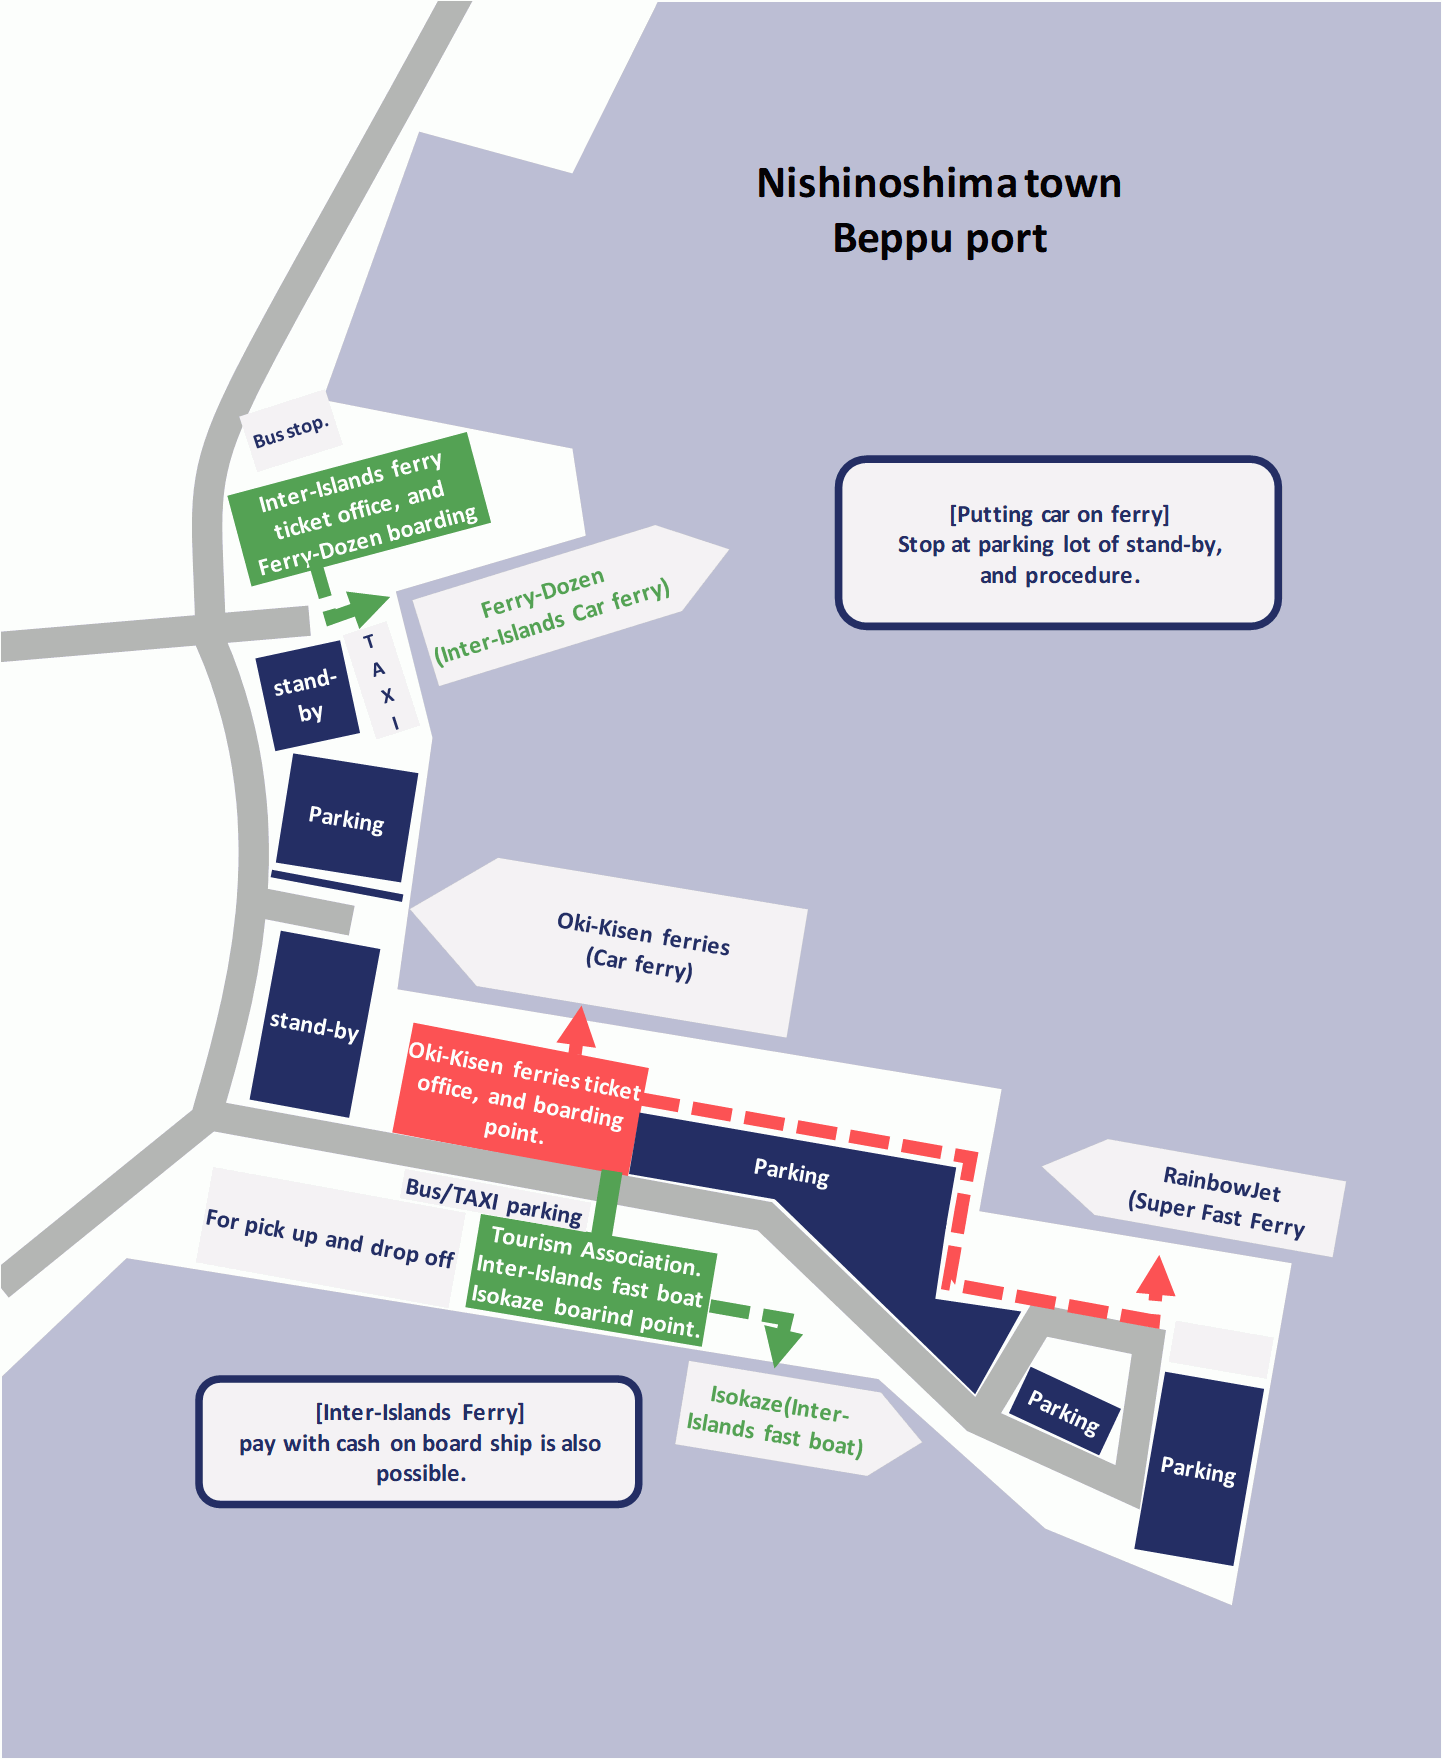 Nishinoshima town
Beppu port
Bus stop.
Inter-Islands ferry
ticket office, and
Ferry-Dozen boarding
[Putting car on ferry]
Stop at parking lot of stand-by,
and procedure.
Ferry-Dozen
(Inter-Islands Car ferry)
T
A
X
I
stand-
by
Parking
Oki-Kisen ferries
(Car ferry)
stand-by
Oki-Kisen ferries ticket
office, and boarding
point.
Parking
RainbowJet
(Super Fast Ferry
Bus/TAXI parking
For pick up and drop off
Tourism Association.
Inter-Islands fast boat
Isokaze boarind point.
Isokaze(Inter-
Islands fast boat)
Parking
Parking
[Inter-Islands Ferry]
pay with cash on board ship is also
possible.